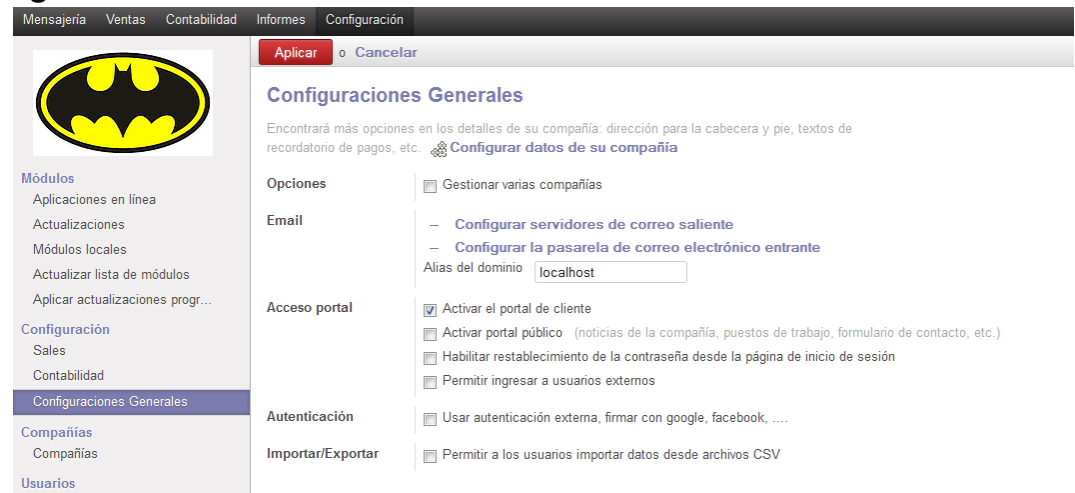 Mensajería Ventas Contabilidad Informes Configuración
Aplicar o Cancelar
Configuraciones Generales
Encontrará más opciones en los detalles de su compañía: dirección para la cabecera y pie, textos de
recordatorio de pagos, etc. Configurar datos de su compañía
Módulos
Aplicaciones en línea
Actualizaciones
Módulos locales
Actualizar lista de módulos
Aplicar actualizaciones progr...
Configuración
Sales
Contabilidad
Configuraciones Generales
Compañías
Compañías
Usuarios
Opciones Gestionar varias compañías
Email – Configurar servidores de correo saliente
– Configurar la pasarela de correo electrónico entrante
Alias del dominio localhost
Acceso portal Activar el portal de cliente
Activar portal público (noticias de la compañía, puestos de trabajo, formulario de contacto, etc.)
Habilitar restablecimiento de la contraseña desde la página de inicio de sesión
Permitir ingresar a usuarios externos
Autenticación Usar autenticación externa, firmar con google, facebook, ....
Importar/Exportar Permitir a los usuarios importar datos desde archivos CSV